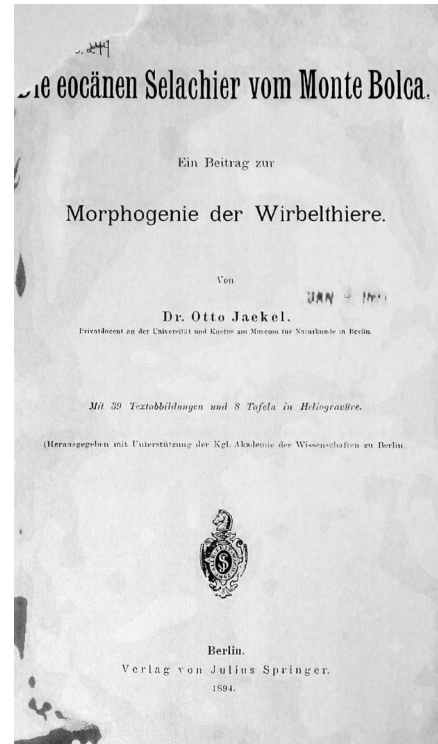 Die eocänen Selachier vom Monte Bolca.
Ein Beitrag zur
Morphogenie der Wirbelthiere.
Von
Dr. Otto Jaekel.
Privatdocent an der Universität und Kustos am Museum für Naturkunde in Berlin.
JAN
Mit 39 Textabbildungen und 8 Tafeln in Heliogravüre.
(Herausgegeben mit Unterstützung der Kgl. Akademie der Wissenschaften zu Berlin.
Berlin.
Verlag von Julius Springer.
1894.